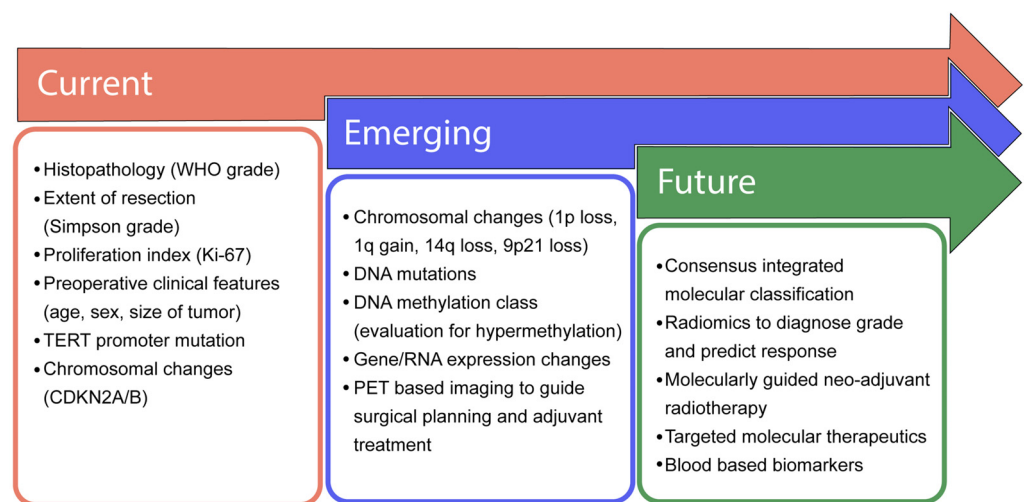 Current
• Histopathology (WHO grade)
• Extent of resection
(Simpson grade)
• Proliferation index (Ki-67)
• Preoperative clinical features
(age, sex, size of tumor)
• TERT promoter mutation
• Chromosomal changes
(CDKN2A/B)
Emerging
• Chromosomal changes (1p loss,
1q gain, 14q loss, 9p21 loss)
• DNA mutations
• DNA methylation class
(evaluation for hypermethylation)
• Gene/RNA expression changes
• PET based imaging to guide
surgical planning and adjuvant
treatment
Future
• Consensus integrated
molecular classification
• Radiomics to diagnose grade
and predict response
• Molecularly guided neo-adjuvant
radiotherapy
• Targeted molecular therapeutics
• Blood based biomarkers